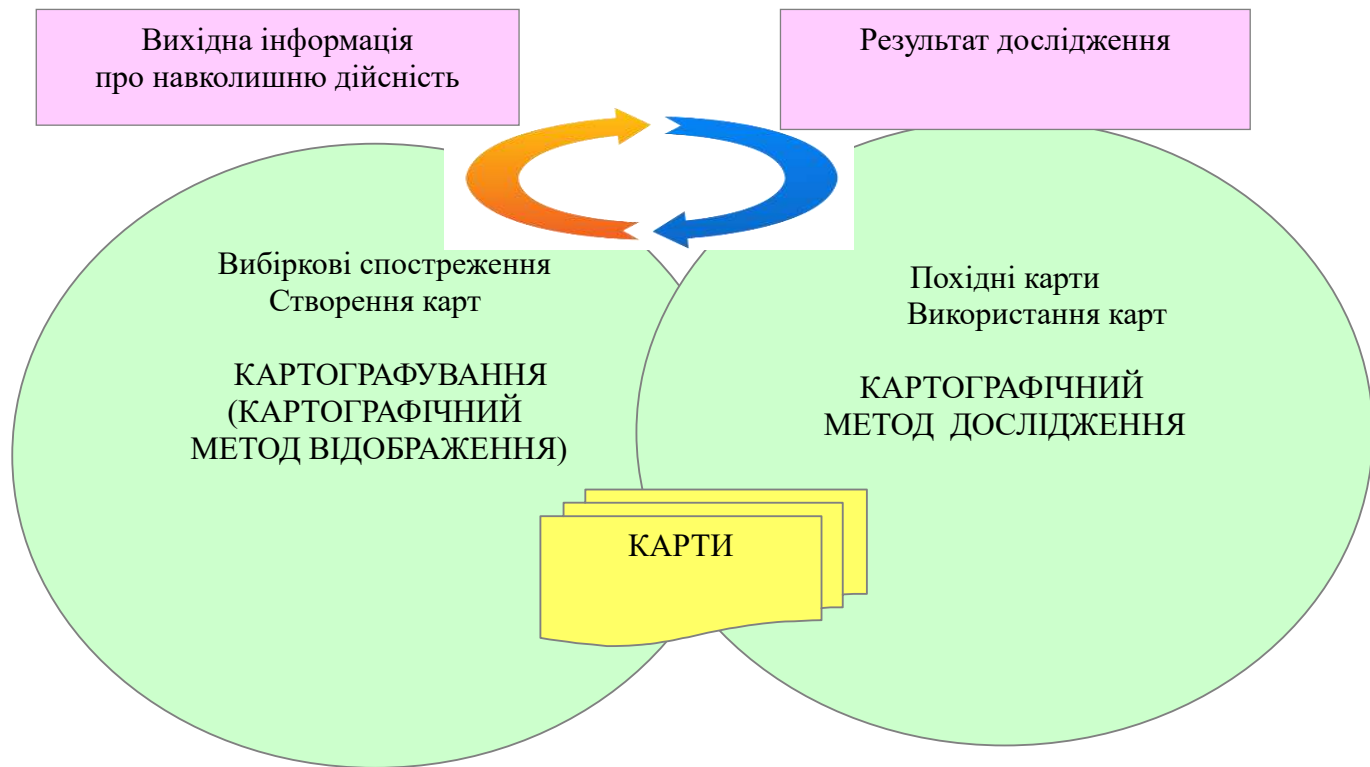 Вихідна інформація
про навколишню дійсність
Результат дослідження
Вибіркові спостреження
Створення карт
КАРТОГРАФУВАННЯ
(КАРТОГРАФІЧНИЙ
МЕТОД ВІДОБРАЖЕННЯ)
Похідні карти
Використання карт
КАРТОГРАФІЧНИЙ
МЕТОД ДОСЛІДЖЕННЯ
КАРТИ